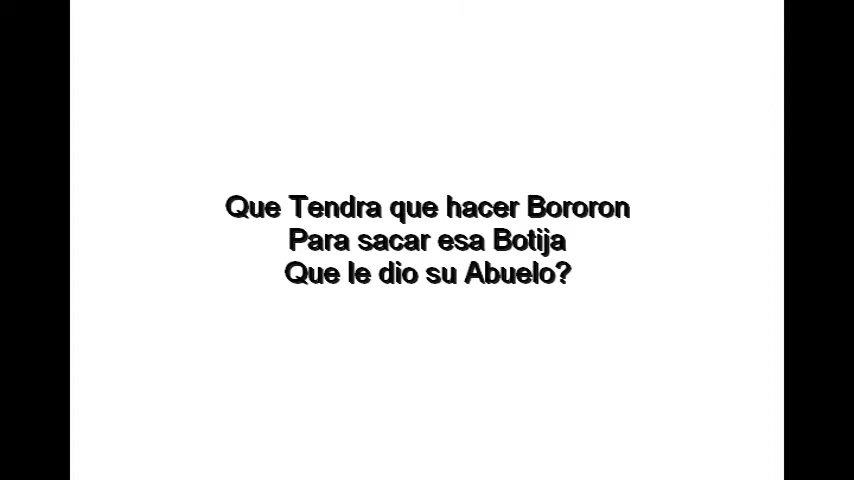 Que Tendra que hacer Bororon
Para sacar esa Botija
Que le dio su Abuelo?